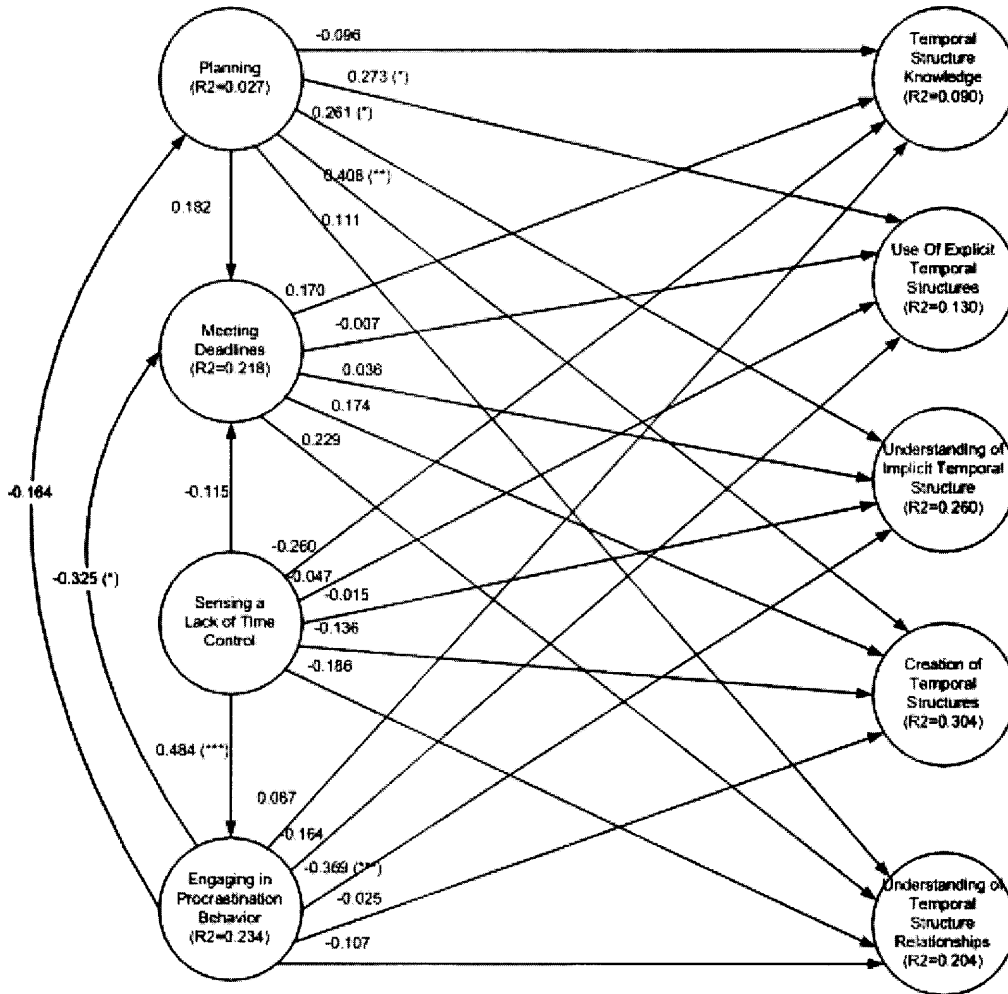 -0.096
Planning
(R2=0.027)
0.273 (*)
0.261 (*)
0.408 (**)
0.111
Temporal
Structure
Knowledge
(R2=0.090)
0.182
Use Of Explicit
Temporal
Structures
(R2=0.130)
Meeting
Deadlines
(R2=0.218)
0.170
-0.007
0.036
0.174
0.229
Understanding of
Implicit Temporal
Structure
(R2=0.260)
-0.164
-0.325 (*)
-0.115
Sensing a
Lack of Time
Control
-0.260
-0.047
-0.015
-0.136
-0.186
Creation of
Temporal
Structures
(R2=0.304)
0.484 (***)
Engaging in
Procrastination
Behavior
(R2=0.234)
-0.164
-0.025
-0.107
Understanding of
Temporal
Structure
Relationships
(R2=0.204)